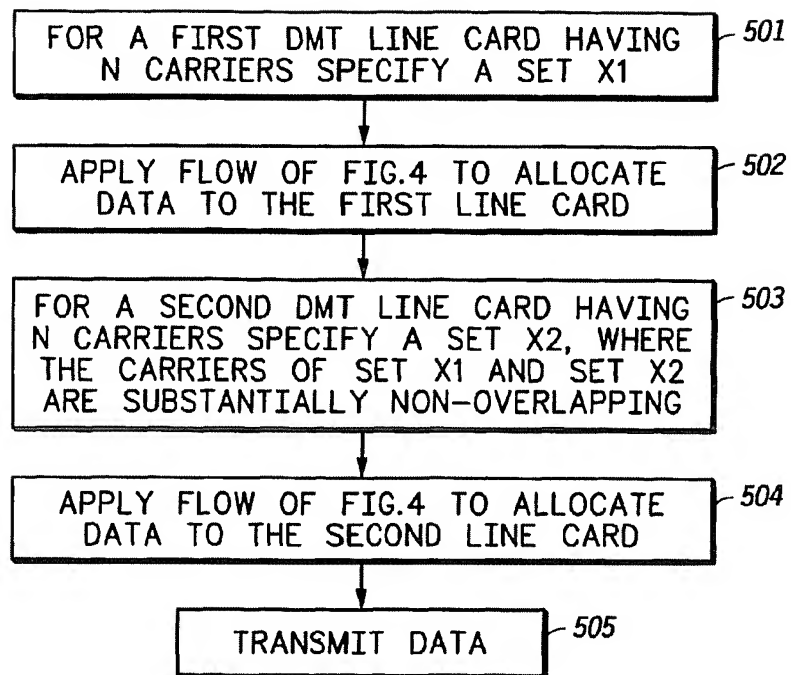 FOR A FIRST DMT LINE CARD HAVING
N CARRIERS SPECIFY A SET X1
501
APPLY FLOW OF FIG.4 TO ALLOCATE
DATA TO THE FIRST LINE CARD
502
FOR A SECOND DMT LINE CARD HAVING
N CARRIERS SPECIFY A SET X2, WHERE
THE CARRIERS OF SET X1 AND SET X2
ARE SUBSTANTIALLY NON-OVERLAPPING
503
APPLY FLOW OF FIG.4 TO ALLOCATE
DATA TO THE SECOND LINE CARD
504
TRANSMIT DATA
505